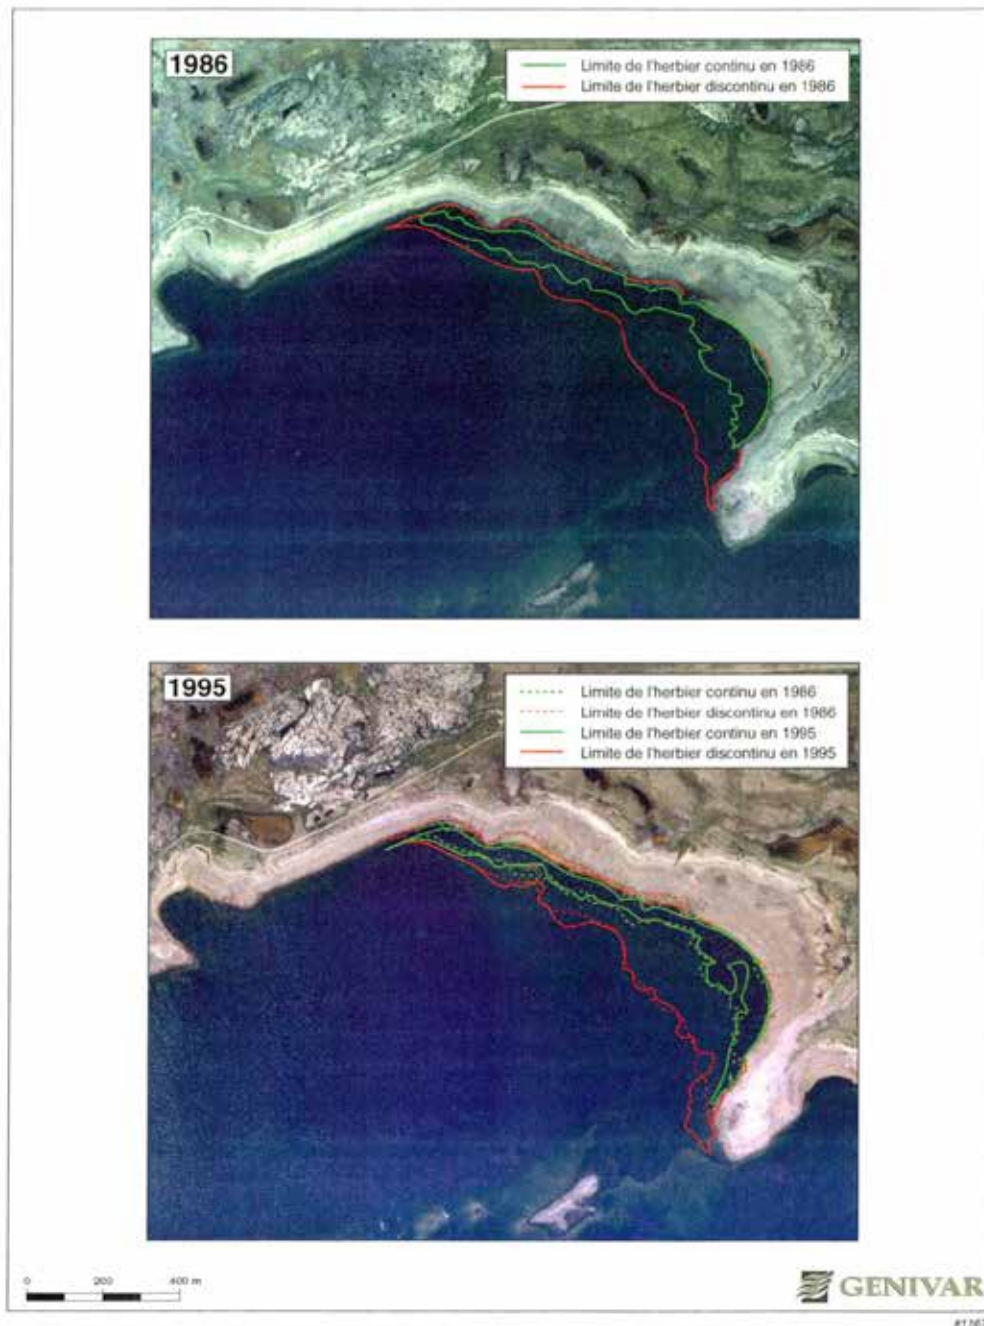 1986
Limite de l'herbier continu en 1986
Limite de l'herbier discontinu en 1986
1995
Limite de l'herbier continu en 1986
Limite de l'herbier discontinu en 1986
Limite de l'herbier continu en 1995
Limite de l'herbier discontinu en 1995
0 200 400 m
GENIVAR